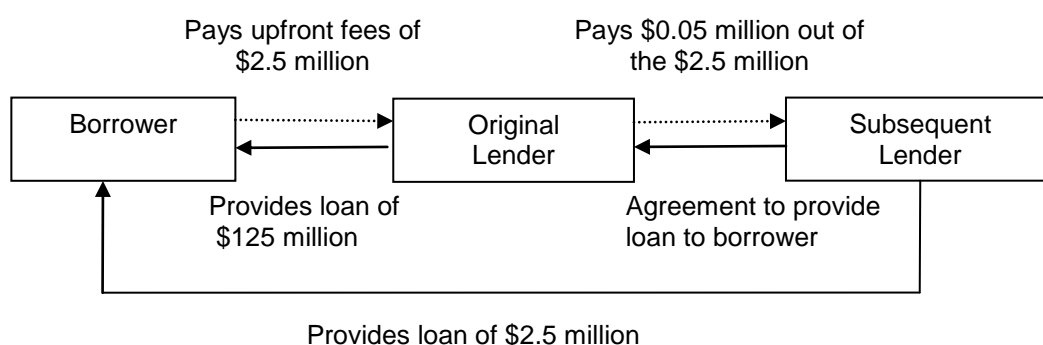 Pays upfront fees of
$2.5 million
Pays $0.05 million out of
the $2.5 million
Borrower
Original
Lender
Subsequent
Lender
Provides loan of
$125 million
Agreement to provide
loan to borrower
Provides loan of $2.5 million